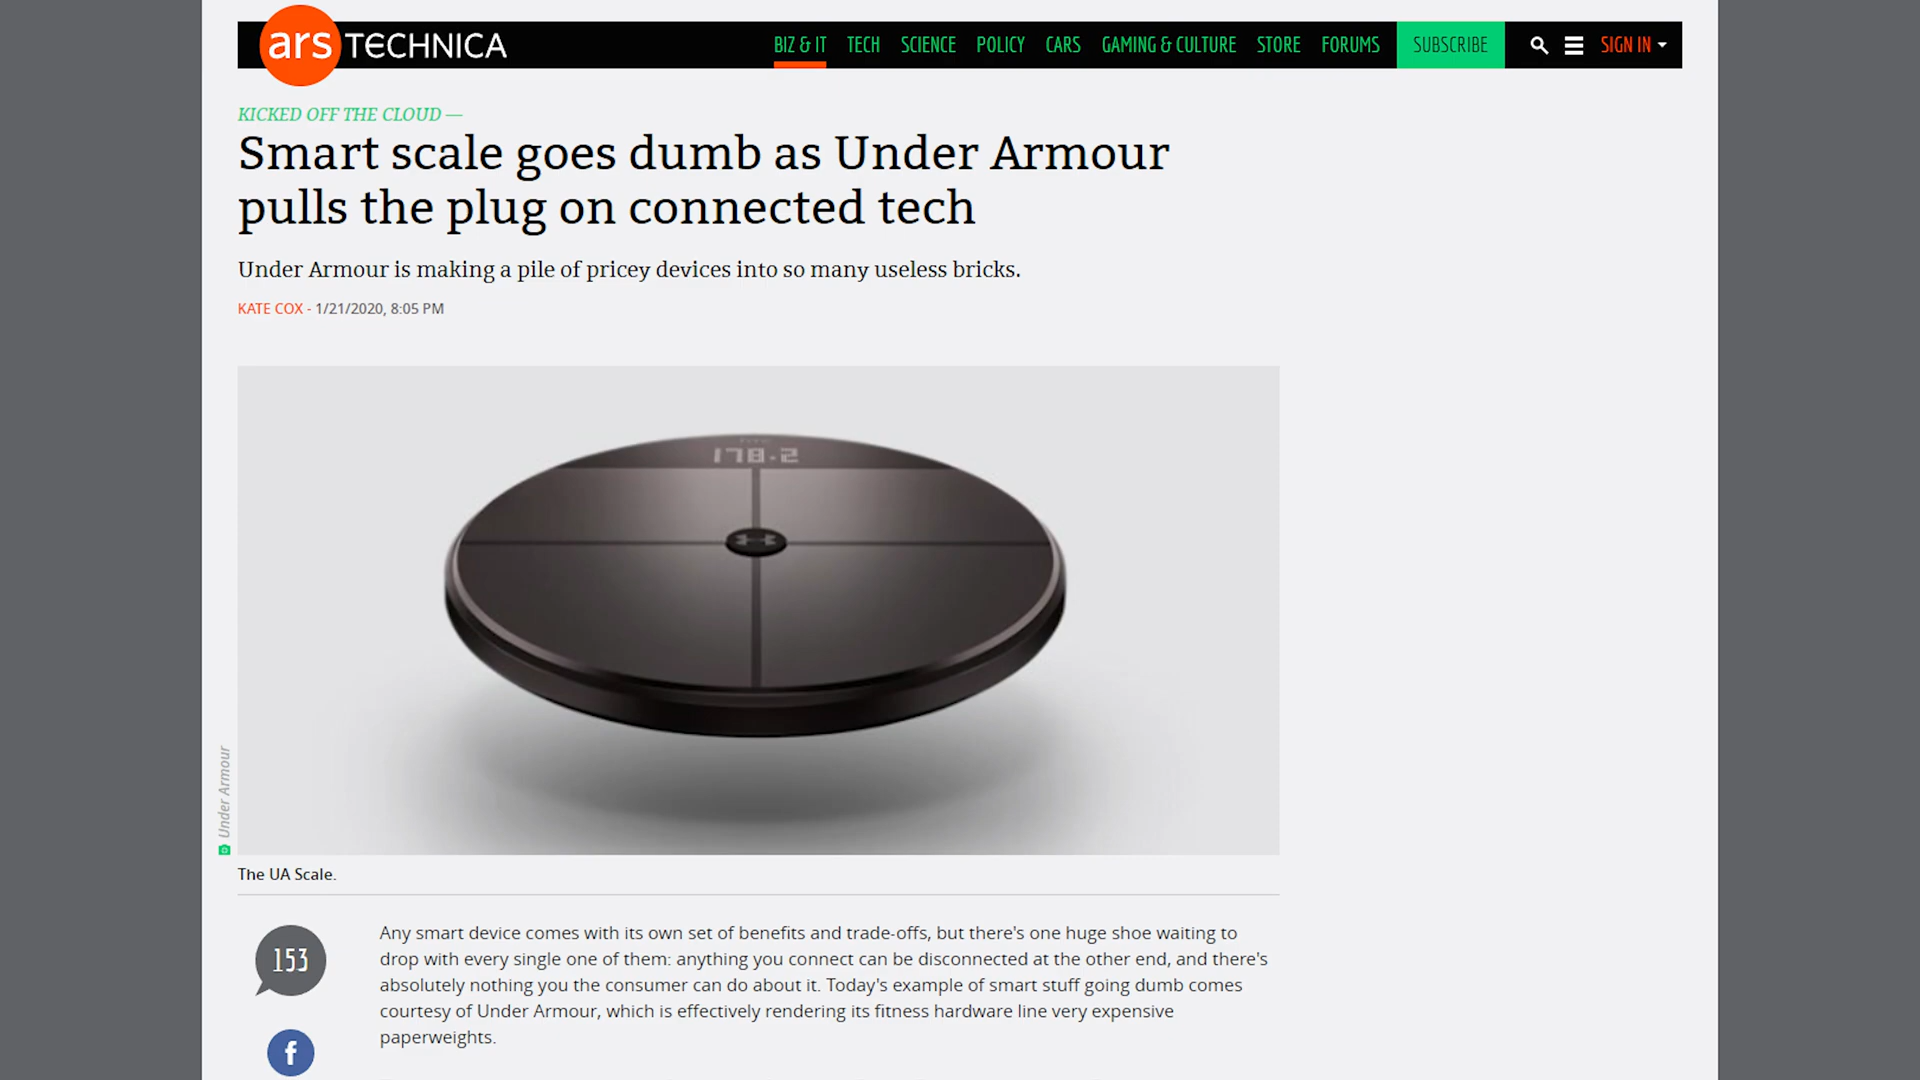 ars TECHNICA
BIZ & IT TECH SCIENCE POLICY CARS GAMING & CULTURE STORE FORUMS SUBSCRIBE SIGN IN
KICKED OFF THE CLOUD —
Smart scale goes dumb as Under Armour
pulls the plug on connected tech
Under Armour is making a pile of pricey devices into so many useless bricks.
KATE COX - 1/21/2020, 8:05 PM
178.2
Under Armour
The UA Scale.
153
Any smart device comes with its own set of benefits and trade-offs, but there's one huge shoe waiting to
drop with every single one of them: anything you connect can be disconnected at the other end, and there's
absolutely nothing you the consumer can do about it. Today's example of smart stuff going dumb comes
courtesy of Under Armour, which is effectively rendering its fitness hardware line very expensive
paperweights.
f